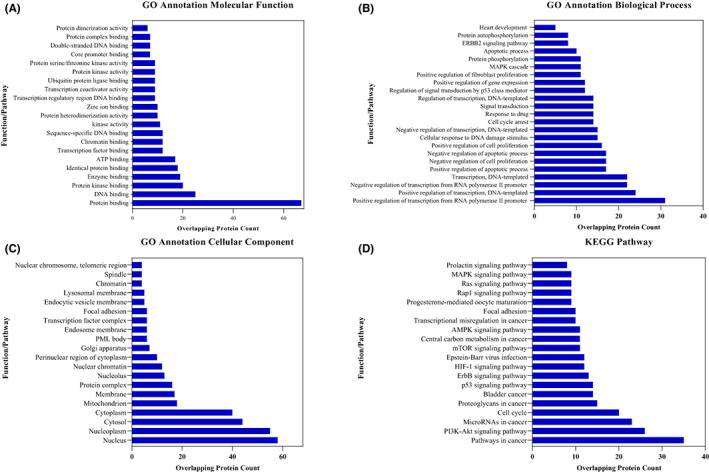 (A)
GO Annotation Molecular Function
Function/Pathway
Protein dimerization activity
Protein complex binding
Double-stranded DNA binding
Core promoter binding
Protein serine/threonine kinase activity
Protein kinase activity
Ubiquitin protein ligase binding
Transcription coactivator activity
Transcription regulatory region DNA binding
Zinc ion binding
Protein heterodimerization activity
kinase activity
Sequence-specific DNA binding
Chromatin binding
Transcription factor binding
ATP binding
Identical protein binding
Enzyme binding
Protein kinase binding
DNA binding
Protein binding
0 20 40 60
Overlapping Protein Count
(B)
GO Annotation Biological Process
Function/Pathway
Heart development
Protein autophosphorylation
ERBB2 signaling pathway
Apoptotic process
Protein phosphorylation
MAPK cascade
Positive regulation of fibroblast proliferation
Positive regulation of gene expression
Regulation of signal transduction by p53 class mediator
Regulation of transcription, DNA-templated
Signal transduction
Response to drug
Cell cycle arrest
Negative regulation of transcription, DNA-templated
Cellular response to DNA damage stimulus
Positive regulation of cell proliferation
Negative regulation of apoptotic process
Negative regulation of cell proliferation
Positive regulation of apoptotic process
Transcription, DNA-templated
Negative regulation of transcription from RNA polymerase II promoter
Positive regulation of transcription, DNA-templated
Positive regulation of transcription from RNA polymerase II promoter
0 10 20 30 40
Overlapping Protein Count
(C)
GO Annotation Cellular Component
Function/Pathway
Nuclear chromosome, telomeric region
Spindle
Chromatin
Lysosomal membrane
Endocytic vesicle membrane
Focal adhesion
Transcription factor complex
Endosome membrane
PML body
Golgi apparatus
Perinuclear region of cytoplasm
Nuclear chromatin
Nucleolus
Protein complex
Membrane
Mitochondrion
Cytoplasm
Cytosol
Nucleoplasm
Nucleus
0 20 40 60
Overlapping Protein Count
(D)
KEGG Pathway
Function/Pathway
Prolactin signaling pathway
MAPK signaling pathway
Ras signaling pathway
Rap1 signaling pathway
Progesterone-mediated oocyte maturation
Focal adhesion
Transcriptional misregulation in cancer
AMPK signaling pathway
Central carbon metabolism in cancer
mTOR signaling pathway
Epstein-Barr virus infection
HIF-1 signaling pathway
ErbB signaling pathway
p53 signaling pathway
Bladder cancer
Proteoglycans in cancer
Cell cycle
MicroRNAs in cancer
PI3K-Akt signaling pathway
Pathways in cancer
0 10 20 30 40
Overlapping Protein Count